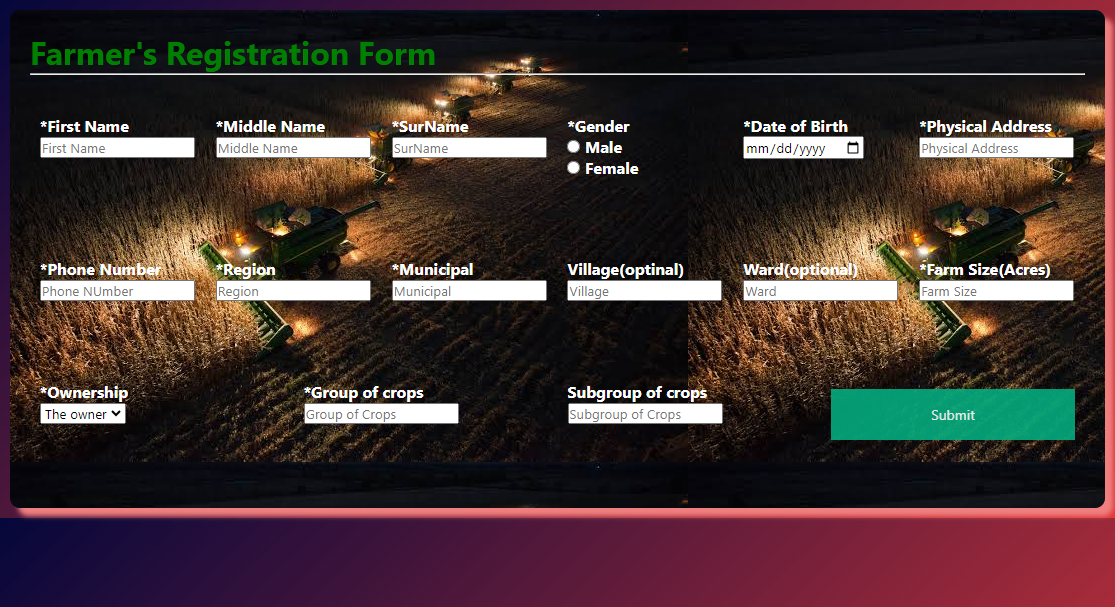 Farmer's Registration Form
*First Name *Middle Name *SurName *Gender *Date of Birth *Physical Address
First Name Middle Name SurName Male mm/dd/yyyy Physical Address
Female
*Phone Number *Region *Municipal Village(optinal) Ward(optional) *Farm Size(Acres)
Phone NUmber Region Municipal Village Ward Farm Size
*Ownership *Group of crops Subgroup of crops
The owner Group of Crops Subgroup of Crops Submit